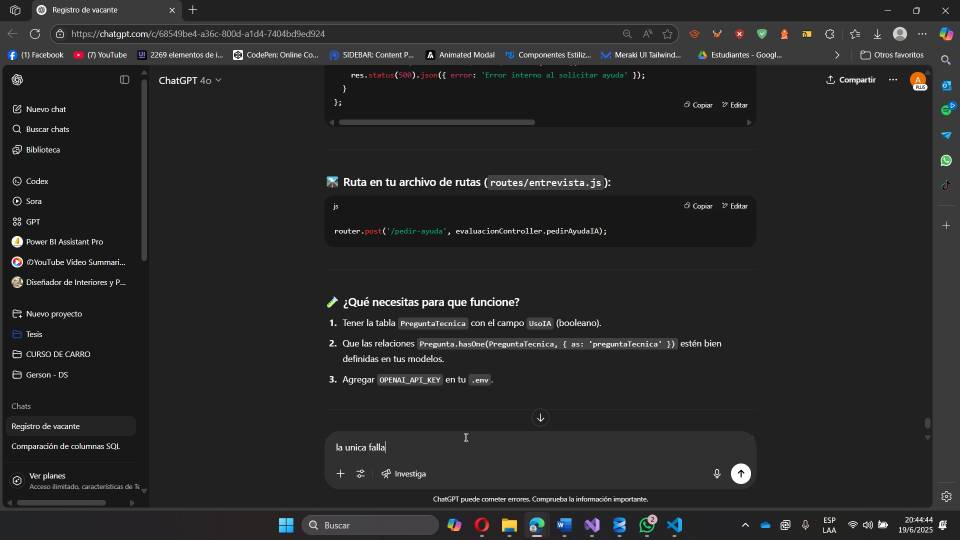 Registro de vacante
https://chatgpt.com/c/68549be4-a36c-800d-a1d4-7404bd9ed924
(1) Facebook
(7) YouTube
2269 elementos de i...
CodePen: Online Co...
SIDEBAR: Content P...
Animated Modal
Componentes Estiliz...
Meraki UI Tailwind...
Estudiantes - Googl...
Otros favoritos
ChatGPT 4o
Compartir
A
PLUS
Nuevo chat
Buscar chats
Biblioteca
Codex
Sora
GPT
Power BI Assistant Pro
YouTube Video Summari...
Diseñador de Interiores y P...
Nuevo proyecto
Tesis
CURSO DE CARRO
Gerson - DS
Chats
Registro de vacante
Comparación de columnas SQL
Ver planes
Acceso ilimitado, características de Te
res.status(500).json({ error: 'Error interno al solicitar ayuda' });
}
};
Copiar Editar
Ruta en tu archivo de rutas (routes/entrevista.js):
js
Copiar Editar
router.post('/pedir-ayuda', evaluacionController.pedirAyudaIA);
¿Qué necesitas para que funcione?
1. Tener la tabla PreguntaTecnica con el campo UsoIA (booleano).
2. Que las relaciones Pregunta.hasOne(PreguntaTecnica, { as: 'preguntaTecnica' }) estén bien
definidas en tus modelos.
3. Agregar OPENAI_API_KEY en tu .env.
la unica falla
Investiga
ChatGPT puede cometer errores. Comprueba la información importante.
Buscar
2
ESP
LAA
20:44:44
19/6/2025